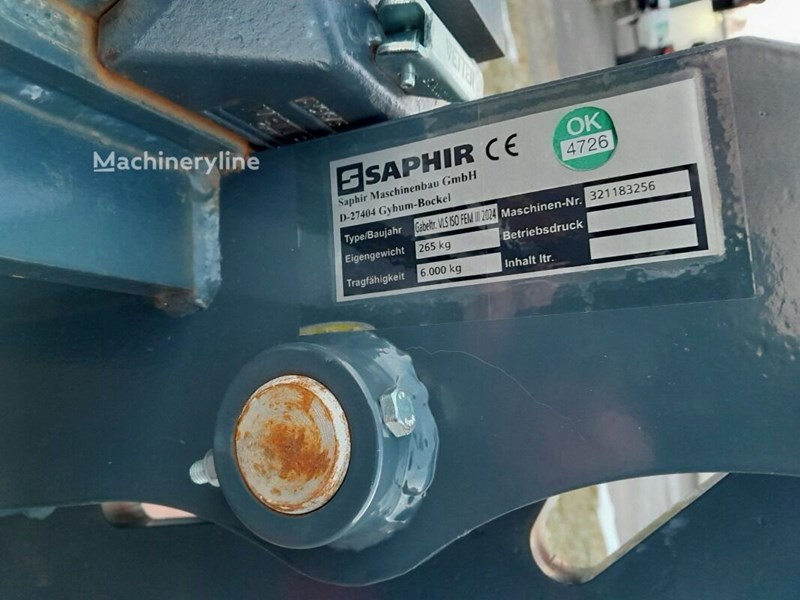 VETTER
Machineryline
SAPHIR CE
OK
4726
Saphir Maschinenbau GmbH
D-27404 Gyhum-Bockel
Type/Baujahr Gabeltr. VLS ISO FEM III 2024 Maschinen-Nr. 321183256
Eigengewicht 265 kg Betriebsdruck
Tragfähigkeit 6.000 kg Inhalt ltr.